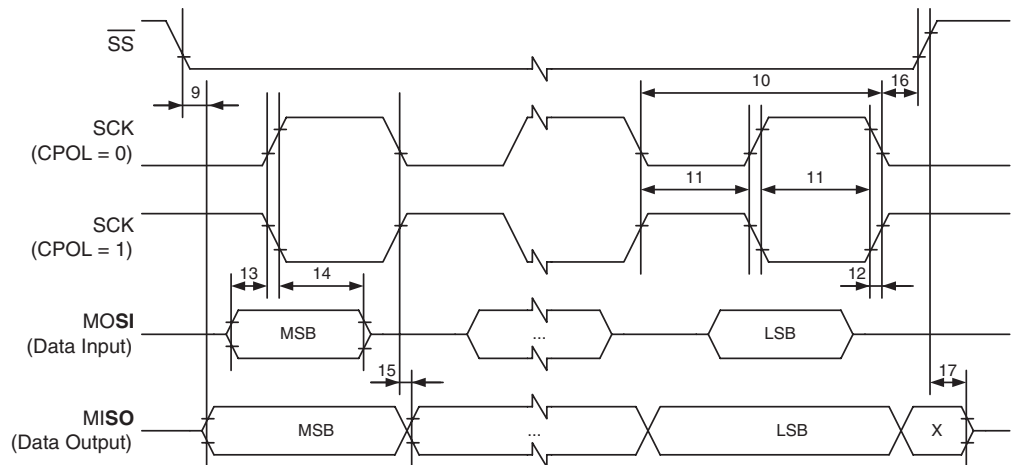 SS
9
10
16
SCK
(CPOL = 0)
11
11
SCK
(CPOL = 1)
13
14
12
MOSI
(Data Input)
MSB
...
LSB
15
17
MISO
(Data Output)
MSB
...
LSB
X